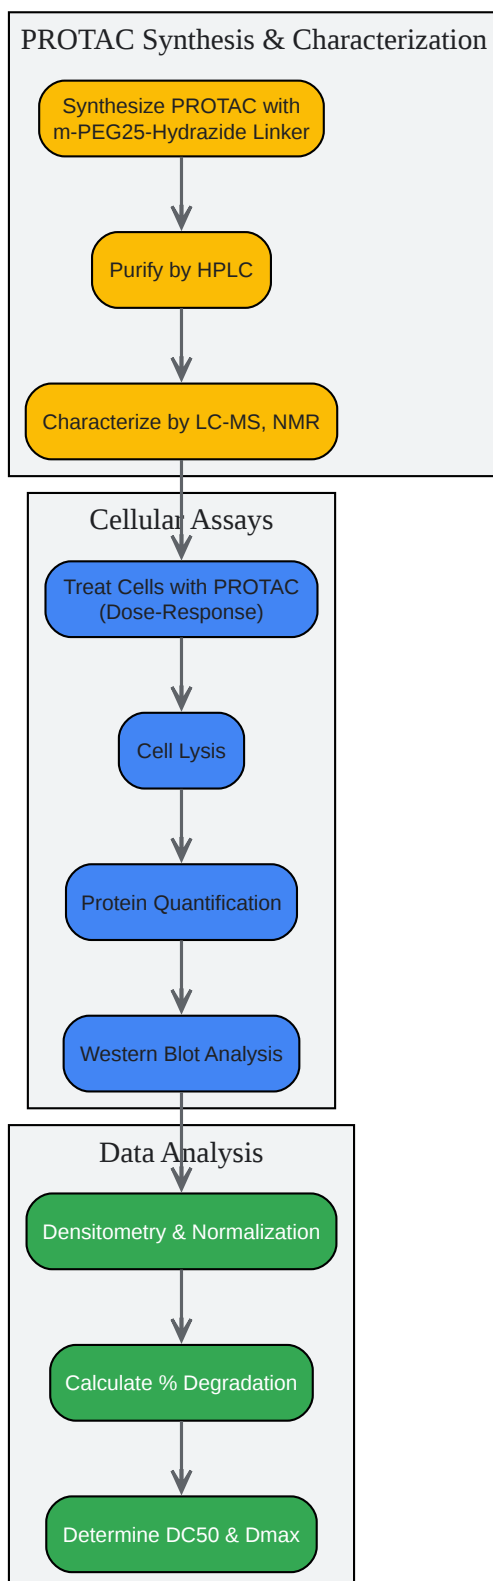 PROTAC Synthesis & Characterization
Synthesize PROTAC with
m-PEG25-Hydrazide Linker
Purify by HPLC
Characterize by LC-MS, NMR
Cellular Assays
Treat Cells with PROTAC
(Dose-Response)
Cell Lysis
Protein Quantification
Western Blot Analysis
Data Analysis
Densitometry & Normalization
Calculate % Degradation
Determine DC50 & Dmax